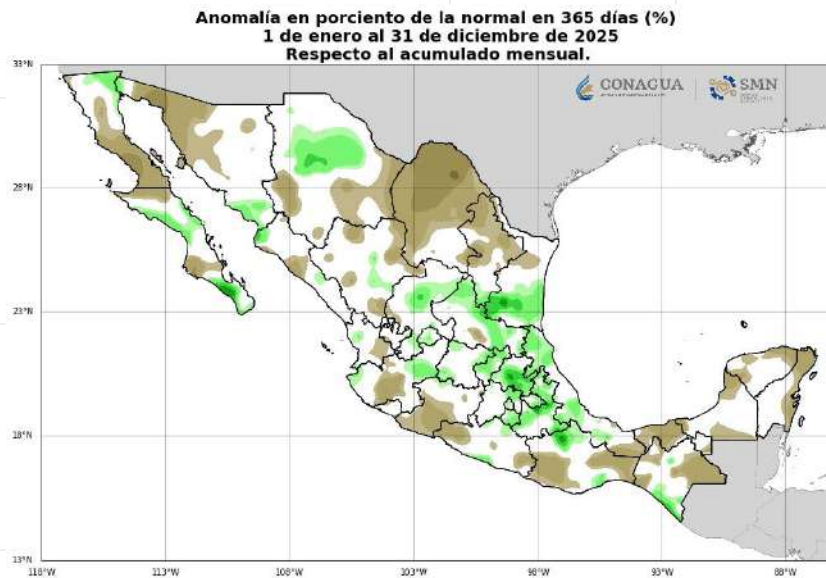 Anomalía en porciento de la normal en 365 días (%)
1 de enero al 31 de diciembre de 2025
Respecto al acumulado mensual.
33°N
CONAGUA
SMN
28°N
23°N
18°N
13°N
118°W
113°W
108°W
103°W
98°W
93°W
88°W